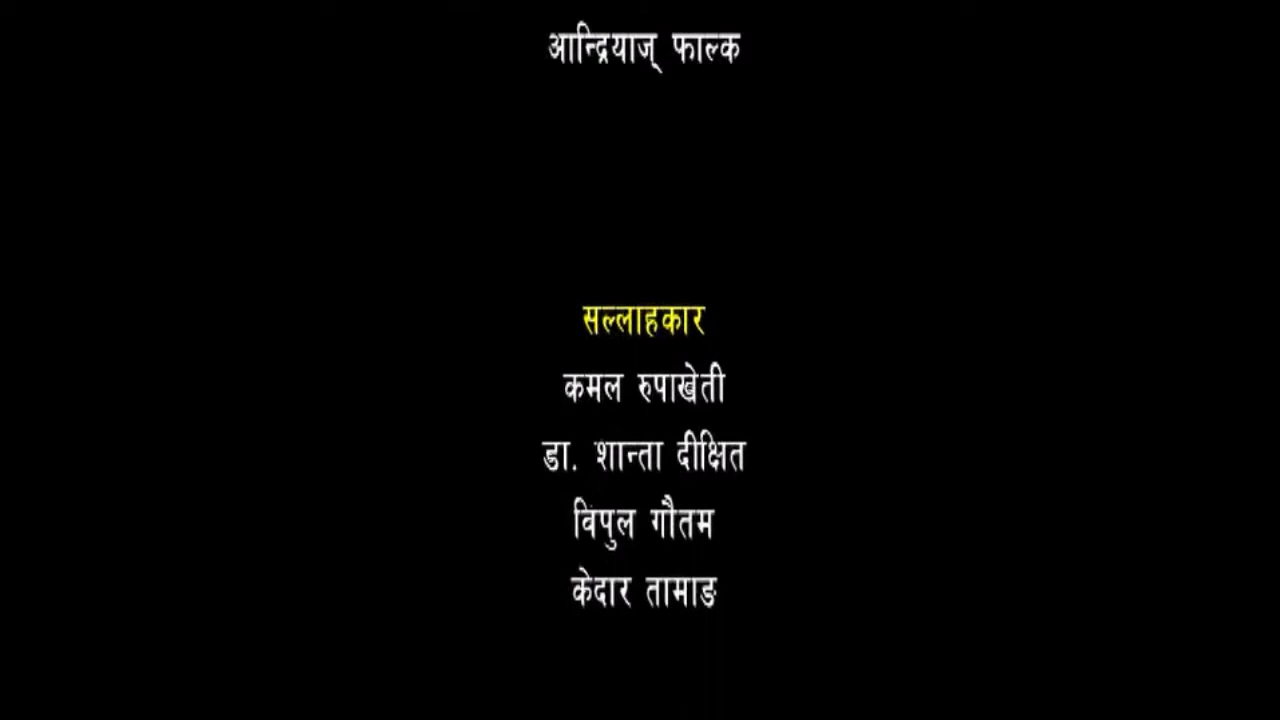 आन्द्रियाज् फाल्क
सल्लाहकार
कमल रुपाखेती
डा. शान्ता दीक्षित
विपुल गौतम
केदार तामाङ